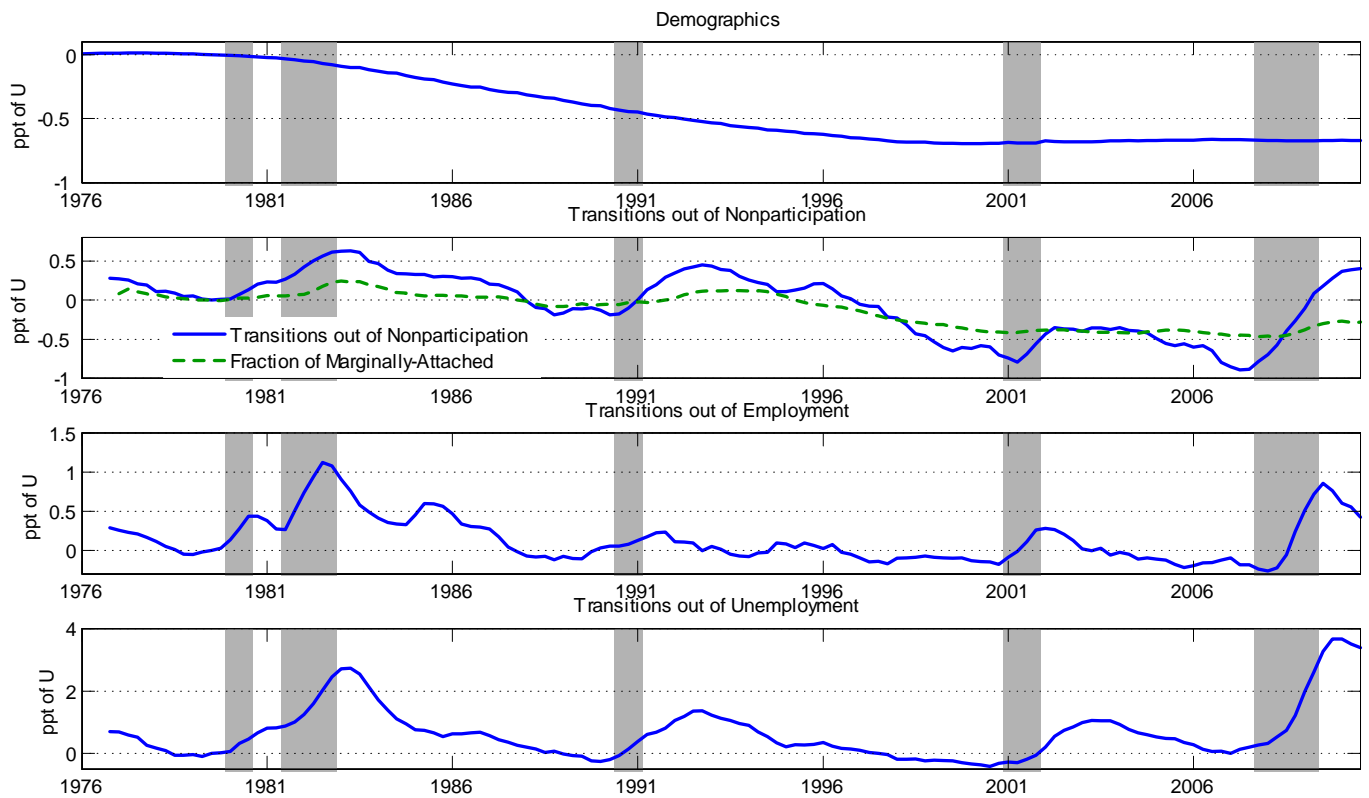 Demographics
ppt of U
0
-0.5
-1
1976 1981 1986 1991 1996 2001 2006
Transitions out of Nonparticipation
ppt of U
0.5
0
-0.5
-1
Transitions out of Nonparticipation
Fraction of Marginally-Attached
1976 1981 1986 1991 1996 2001 2006
Transitions out of Employment
ppt of U
1.5
1
0.5
0
1976 1981 1986 1991 1996 2001 2006
Transitions out of Unemployment
ppt of U
4
2
0
1976 1981 1986 1991 1996 2001 2006